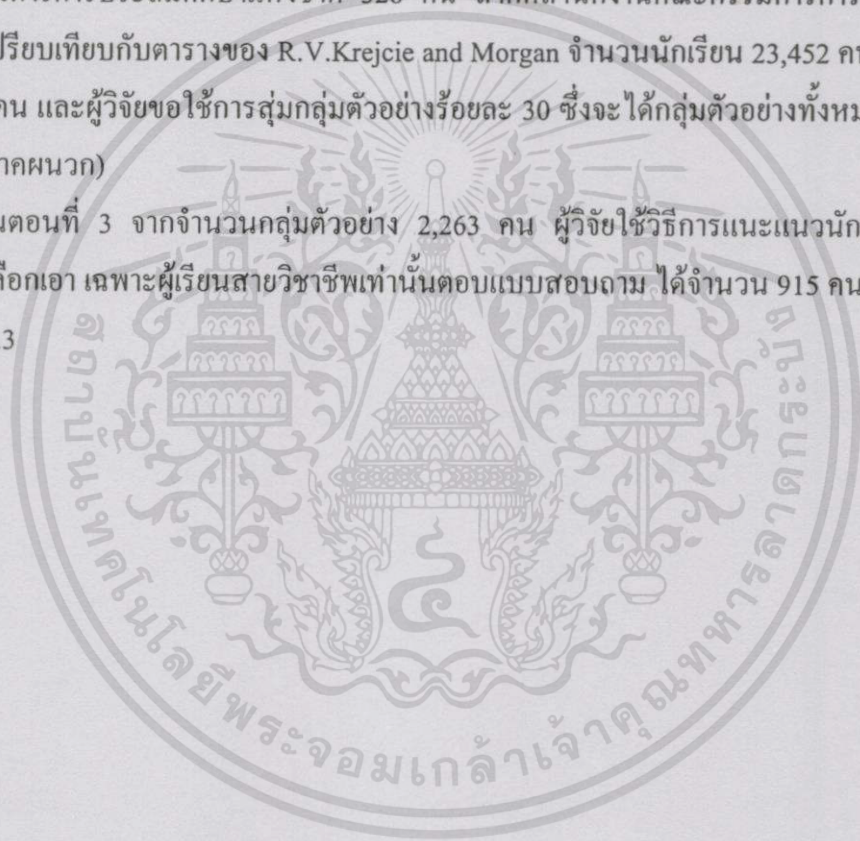 328 คน
ปรียบเทียบกับตารางของ R.V.Krejcie and Morgan จำนวนนักเรียน 23,452 ค
คน และผู้วิจัยขอใช้การสุ่มกลุ่มตัวอย่างร้อยละ 30 ซึ่งจะได้กลุ่มตัวอย่างทั้งหม
าคผนวก)
นตอนที่ 3 จากจำนวนกลุ่มตัวอย่าง 2,263 คน ผู้วิจัยใช้วิธีการแนะแนวนัก
ลือกเอา เฉพาะผู้เรียนสายวิชาชีพเท่านั้นตอบแบบสอบถาม ได้จำนวน 915 คน
3
สถาบันเทคโนโลยีพระจอมเกล้าเจ้าคุณทหารลาดกระบัง